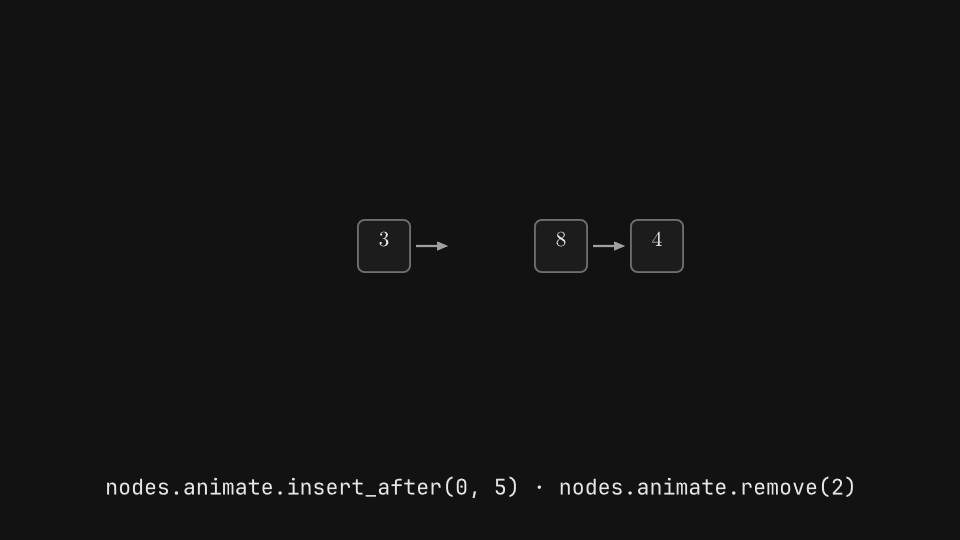 3 8 4
nodes.animate.insert_after(0, 5) · nodes.animate.remove(2)